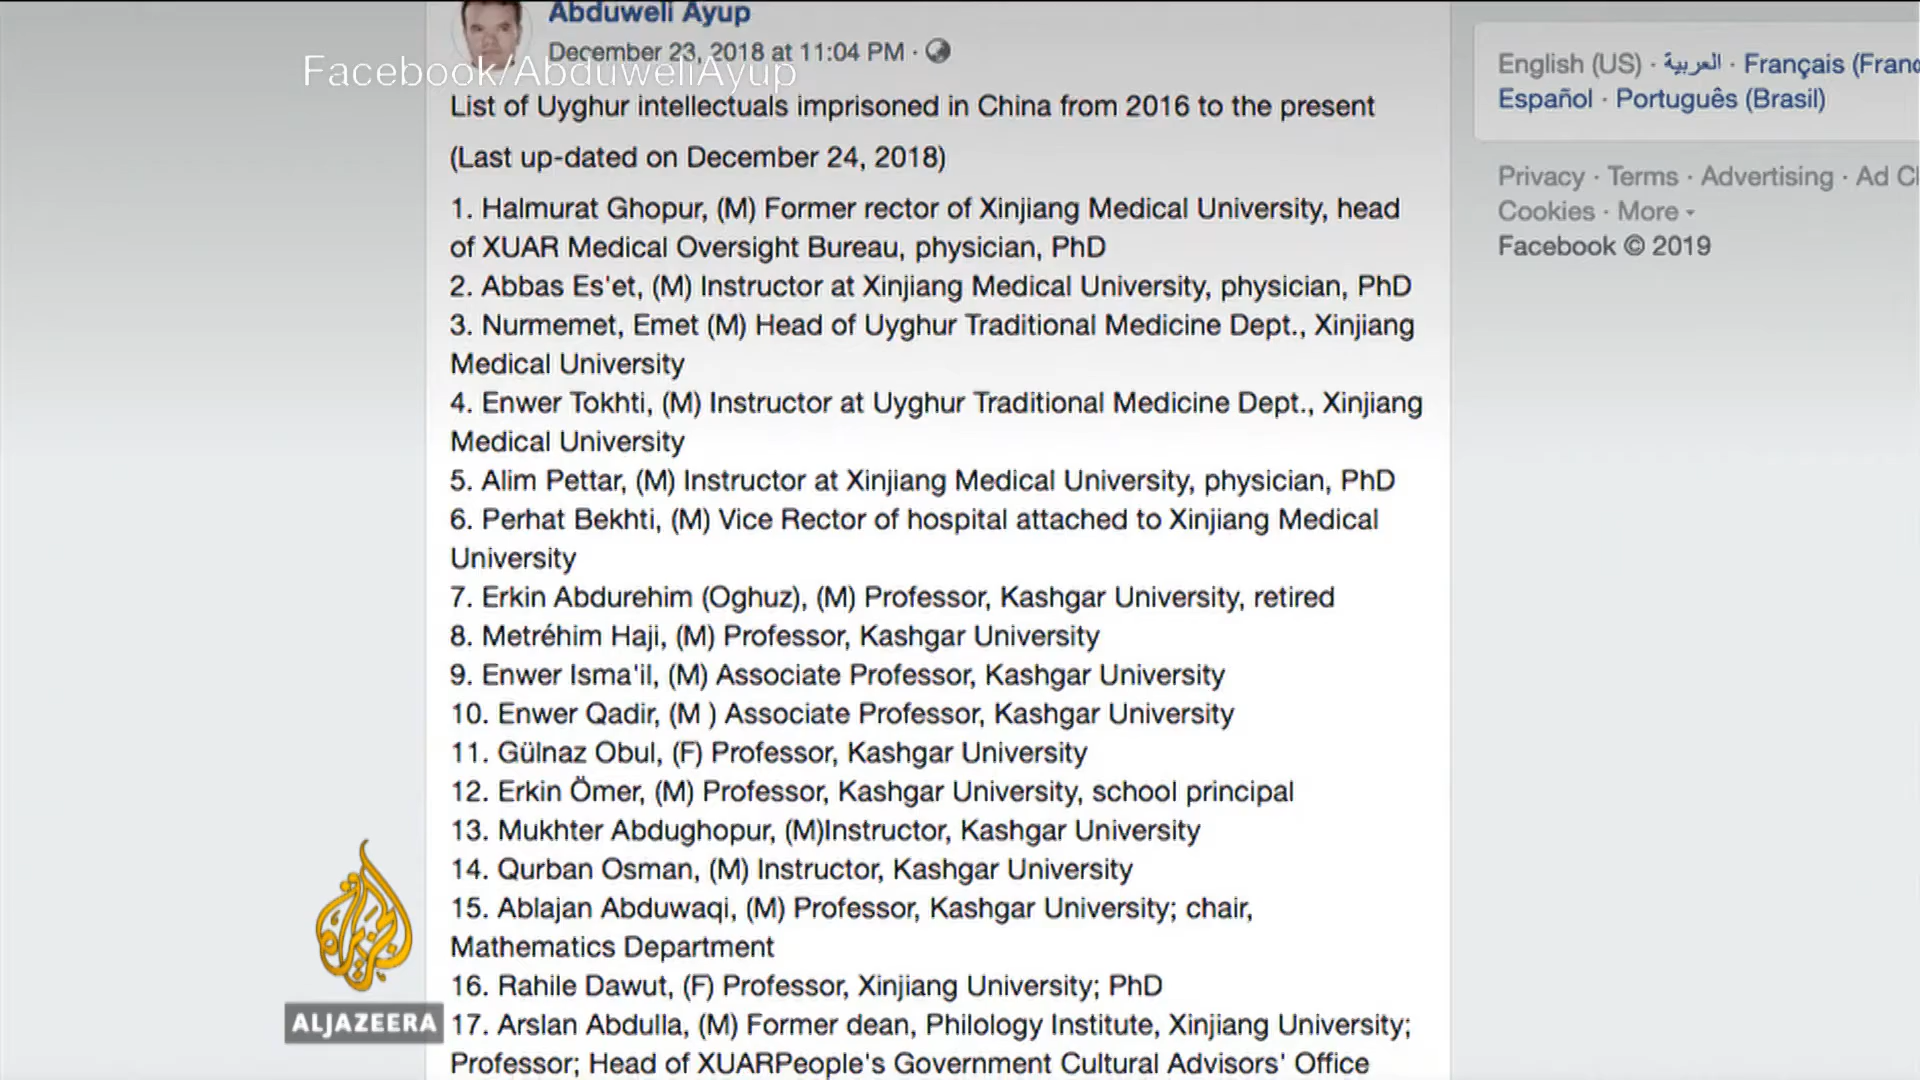 Abduweli Ayup
December 23, 2018 at 11:04 PM ·
Facebook/AbduweliAyup
List of Uyghur intellectuals imprisoned in China from 2016 to the present
(Last up-dated on December 24, 2018)
1. Halmurat Ghopur, (M) Former rector of Xinjiang Medical University, head
of XUAR Medical Oversight Bureau, physician, PhD
2. Abbas Es'et, (M) Instructor at Xinjiang Medical University, physician, PhD
3. Nurmemet, Emet (M) Head of Uyghur Traditional Medicine Dept., Xinjiang
Medical University
4. Enwer Tokhti, (M) Instructor at Uyghur Traditional Medicine Dept., Xinjiang
Medical University
5. Alim Pettar, (M) Instructor at Xinjiang Medical University, physician, PhD
6. Perhat Bekhti, (M) Vice Rector of hospital attached to Xinjiang Medical
University
7. Erkin Abdurehim (Oghuz), (M) Professor, Kashgar University, retired
8. Metréhim Haji, (M) Professor, Kashgar University
9. Enwer Isma'il, (M) Associate Professor, Kashgar University
10. Enwer Qadir, (M ) Associate Professor, Kashgar University
11. Gülnaz Obul, (F) Professor, Kashgar University
12. Erkin Ömer, (M) Professor, Kashgar University, school principal
13. Mukhter Abdughopur, (M)Instructor, Kashgar University
14. Qurban Osman, (M) Instructor, Kashgar University
15. Ablajan Abduwaqi, (M) Professor, Kashgar University; chair,
Mathematics Department
16. Rahile Dawut, (F) Professor, Xinjiang University; PhD
17. Arslan Abdulla, (M) Former dean, Philology Institute, Xinjiang University;
Professor; Head of XUARPeople's Government Cultural Advisors' Office
English (US) · العربية · Français (Franc
Español · Português (Brasil)
Privacy · Terms · Advertising · Ad Cl
Cookies · More
Facebook © 2019
الجزيرة
ALJAZEERA